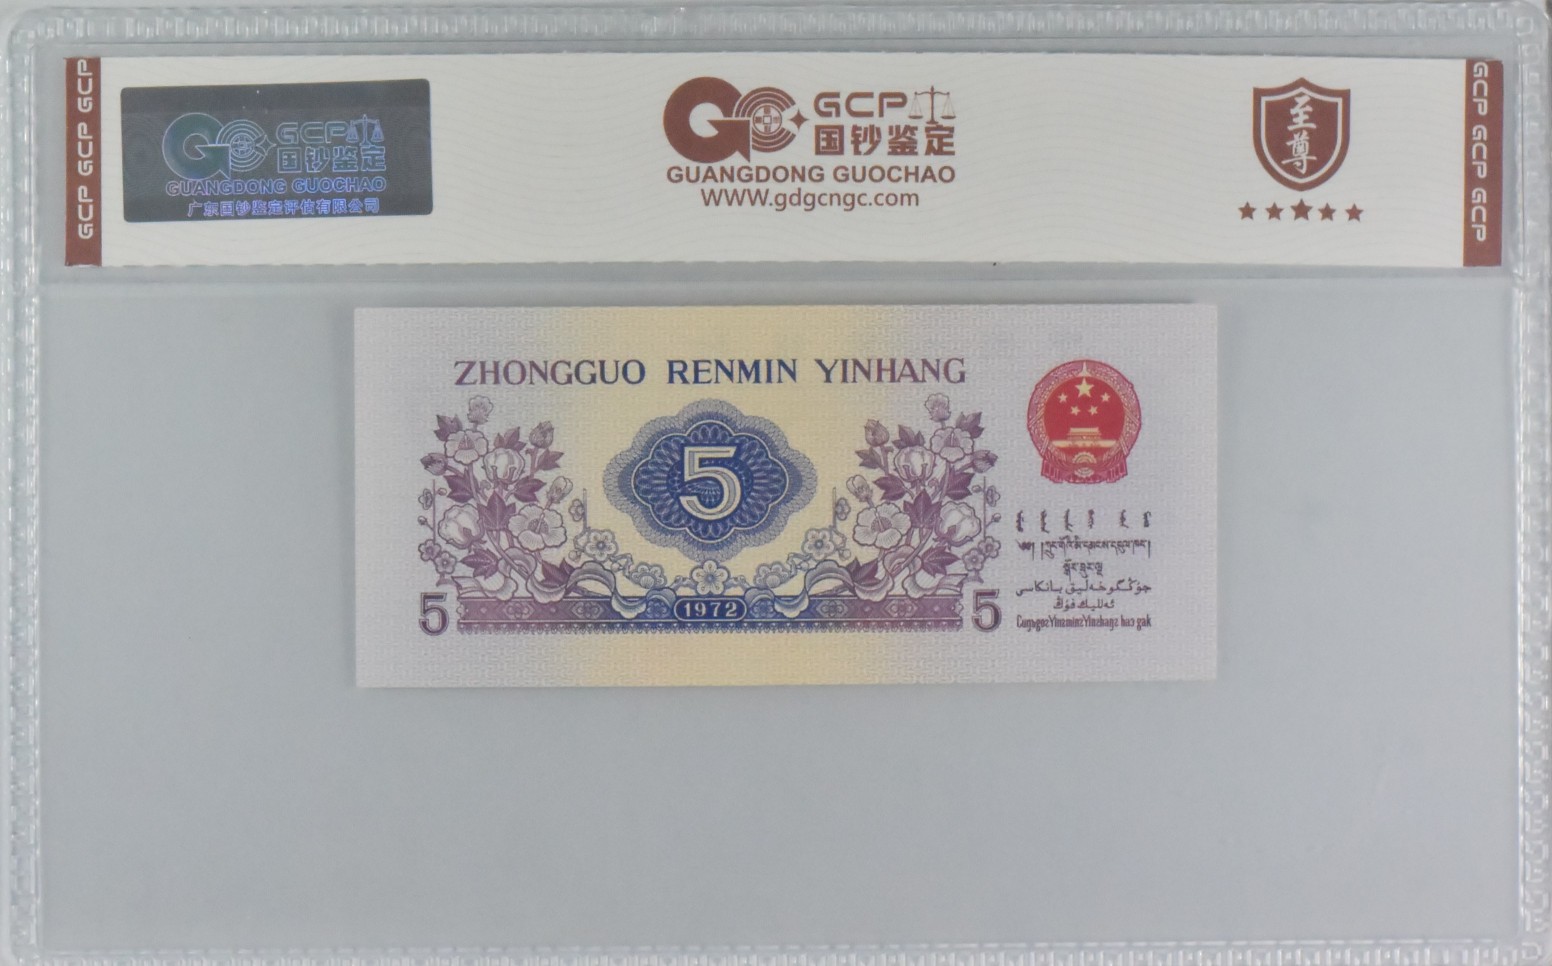 GCP GCP GCP
GCP
国钞鉴定
GUANGDONG GUOCHAO
广东国钞鉴定评估有限公司
GCP
国钞鉴定
GUANGDONG GUOCHAO
WWW.gdgcngc.com
至尊
GCP GCP GCP
ZHONGGUO RENMIN YINHANG
5
5
1972
5
جۇڭگوخەلىق بانكاسى